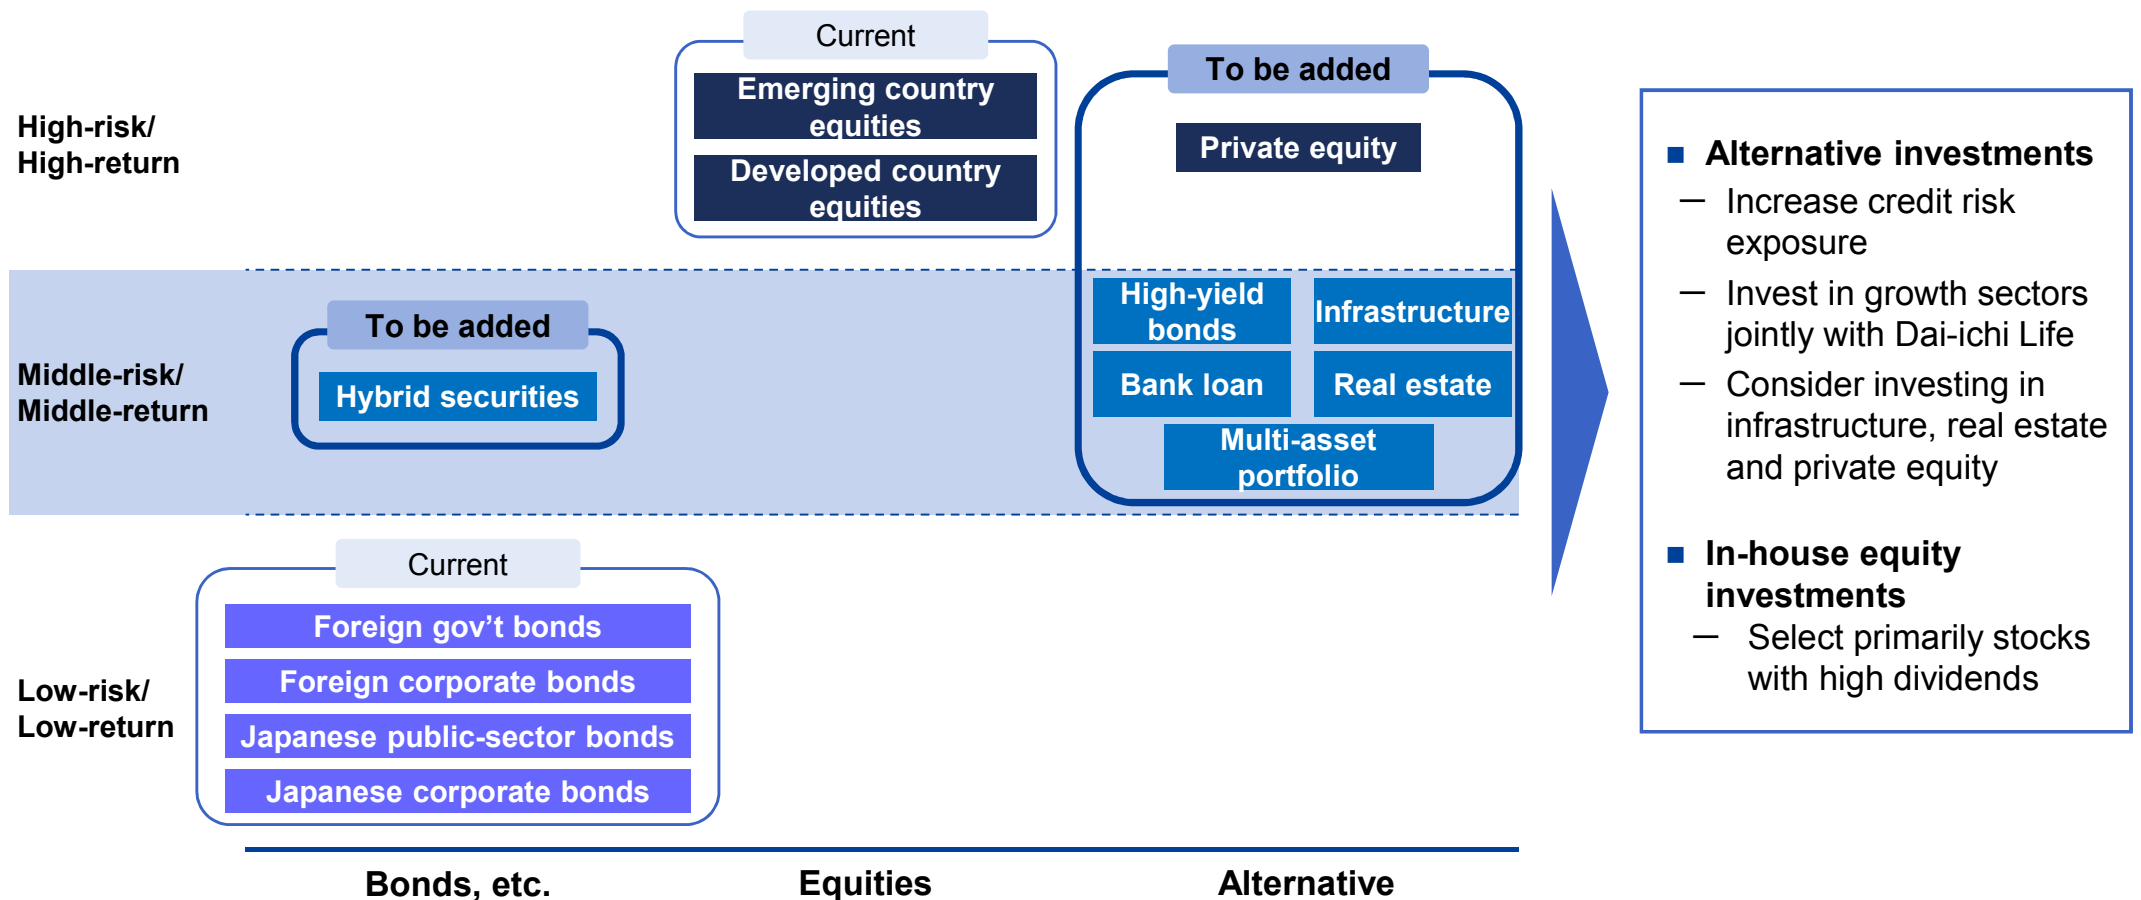 Current
Emerging country
equities
Developed country
equities
To be added
Private equity
High-risk/
High-return
High-yield
bonds
Infrastructure
Bank loan
Real estate
Multi-asset
portfolio
To be added
Hybrid securities
Middle-risk/
Middle-return
Current
Foreign gov't bonds
Foreign corporate bonds
Japanese public-sector bonds
Japanese corporate bonds
Low-risk/
Low-return
Bonds, etc.
Equities
Alternative
■ Alternative investments
— Increase credit risk
exposure
— Invest in growth sectors
jointly with Dai-ichi Life
— Consider investing in
infrastructure, real estate
and private equity
■ In-house equity
investments
— Select primarily stocks
with high dividends